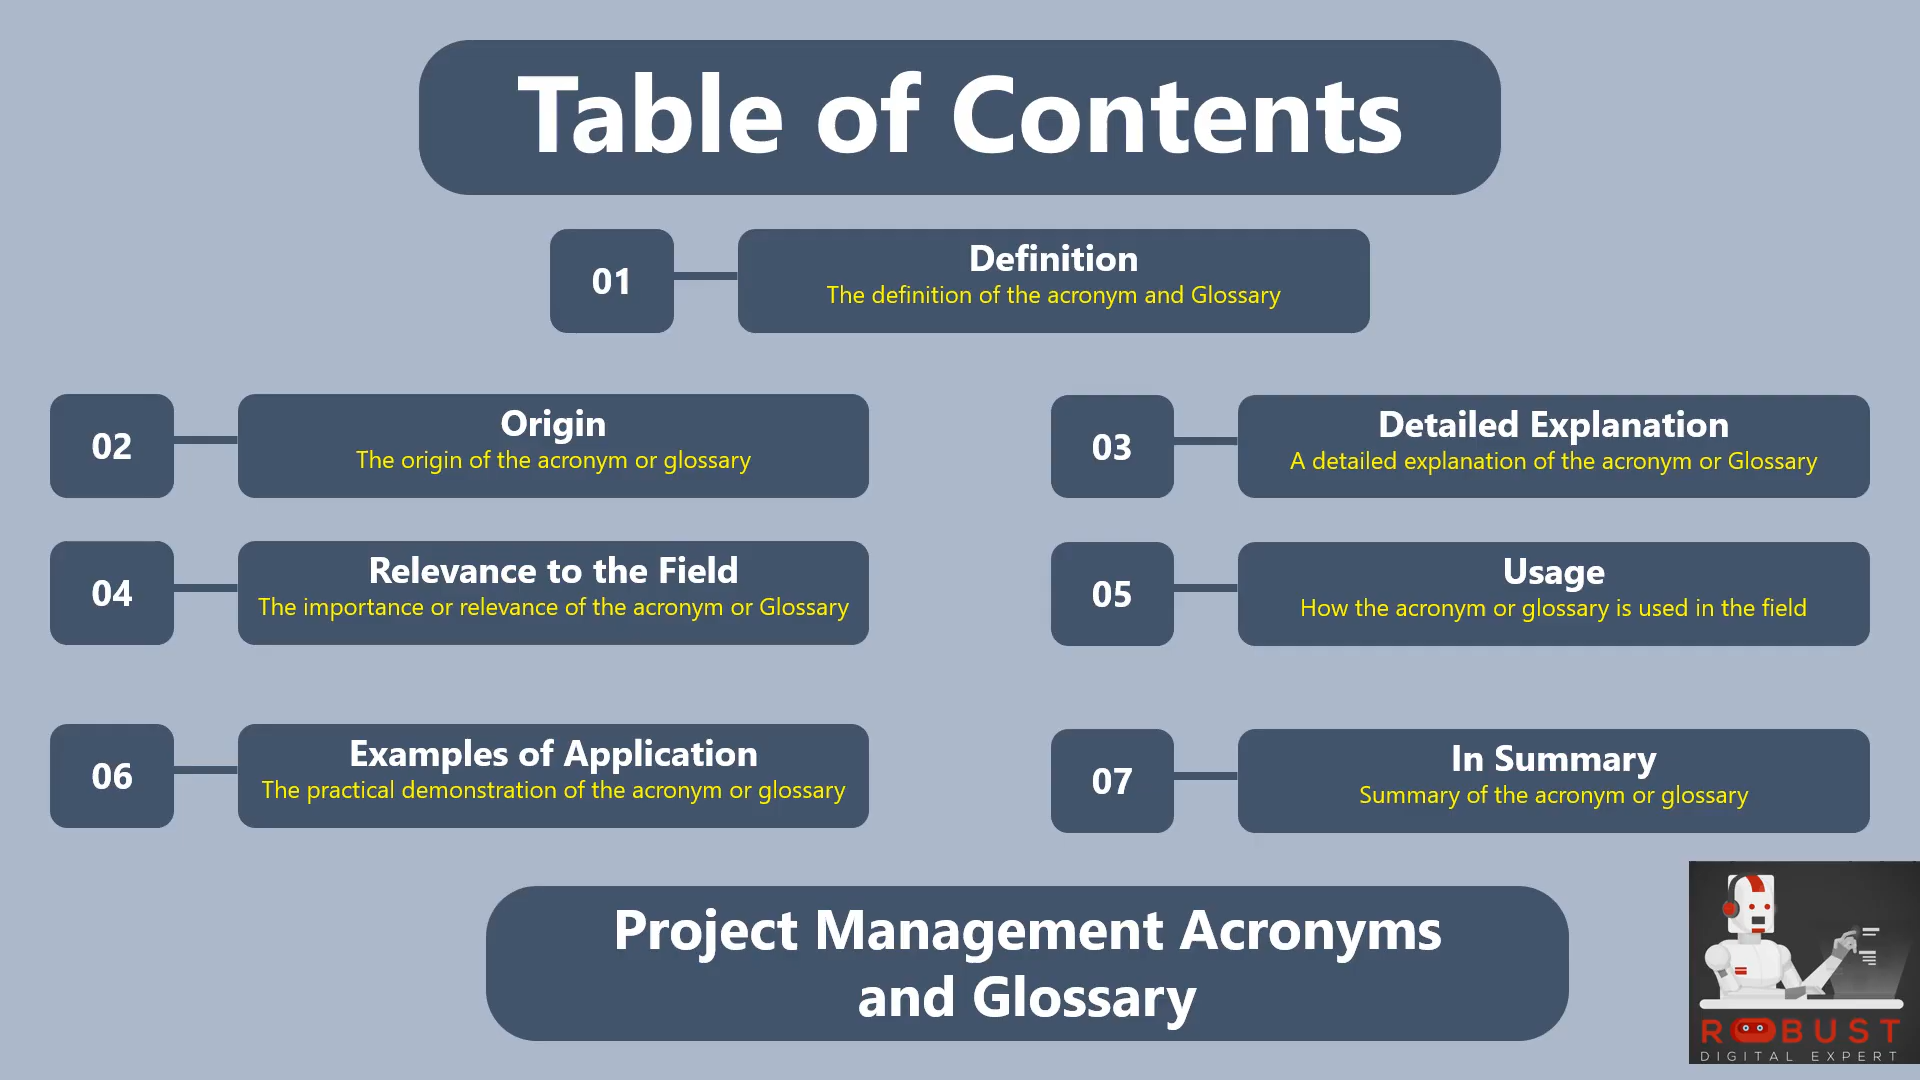 Table of Contents
01
Definition
The definition of the acronym and Glossary
02
Origin
The origin of the acronym or glossary
03
Detailed Explanation
A detailed explanation of the acronym or Glossary
04
Relevance to the Field
The importance or relevance of the acronym or Glossary
05
Usage
How the acronym or glossary is used in the field
06
Examples of Application
The practical demonstration of the acronym or glossary
07
In Summary
Summary of the acronym or glossary
Project Management Acronyms
and Glossary
ROBUST
DIGITAL EXPERT